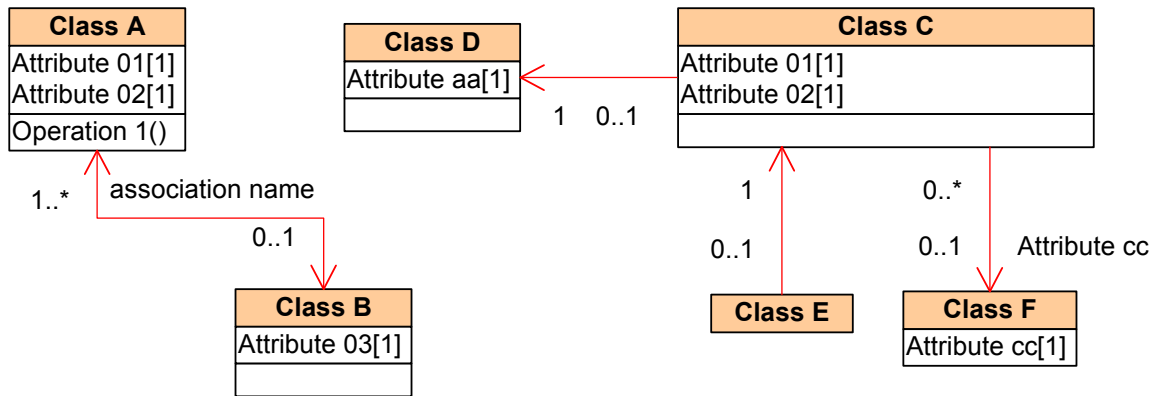 Class A
Attribute 01[1]
Attribute 02[1]
Operation 1()
1..*
association name
0..1
Class B
Attribute 03[1]
Class D
Attribute aa[1]
1
0..1
Class C
Attribute 01[1]
Attribute 02[1]
1
0..1
Class E
0..*
0..1
Attribute cc
Class F
Attribute cc[1]